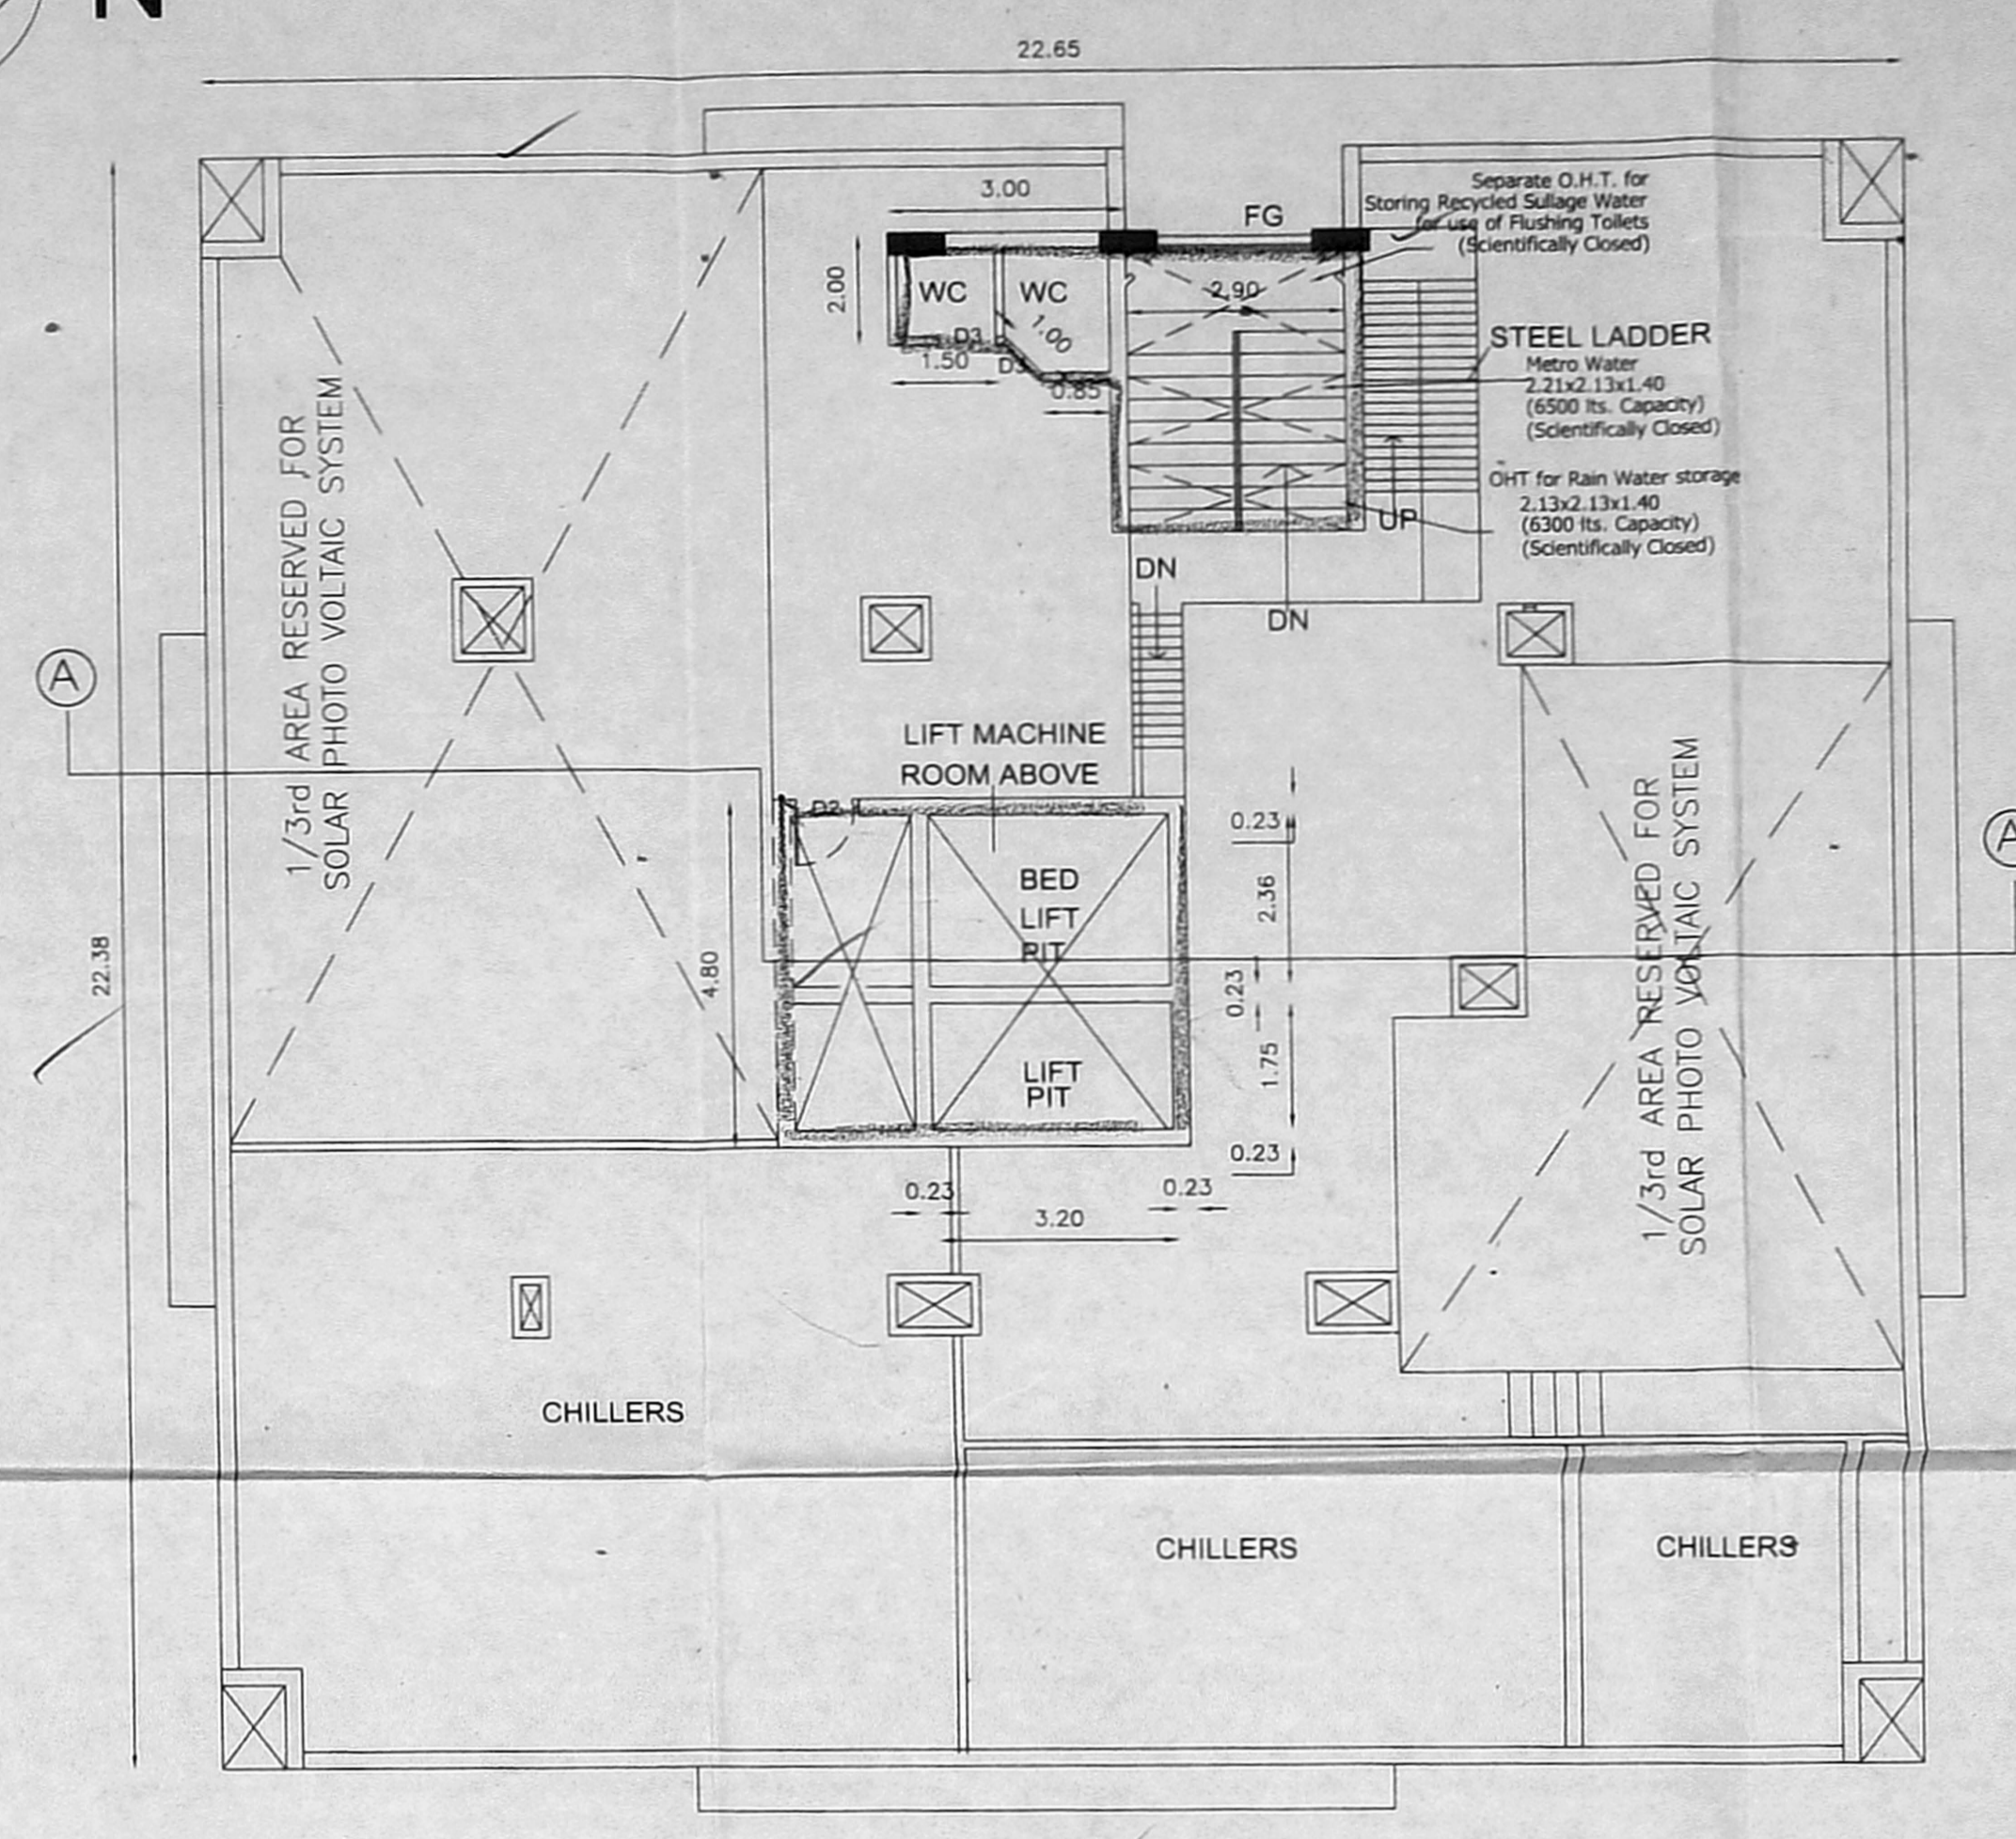 N
22.65
3.00
FG
Separate O.H.T. for
Storing Recycled Sullage Water
for use of Flushing Toilets
(Scientifically Closed)
2.00
WC
WC
2.90
1.00
D3
1.50
0.85
STEEL LADDER
Metro Water
2.21x2.13x1.40
(6500 lts. Capacity)
(Scientifically Closed)
OHT for Rain Water storage
2.13x2.13x1.40
(6300 lts. Capacity)
(Scientifically Closed)
UP
DN
DN
1/3rd AREA RESERVED FOR
SOLAR PHOTO VOLTAIC SYSTEM
A
LIFT MACHINE
ROOM ABOVE
D2
0.23
A
BED
LIFT
PIT
2.36
22.38
4.80
0.23
1.75
LIFT
PIT
0.23
1/3rd AREA RESERVED FOR
SOLAR PHOTO VOLTAIC SYSTEM
0.23
0.23
3.20
CHILLERS
CHILLERS
CHILLERS